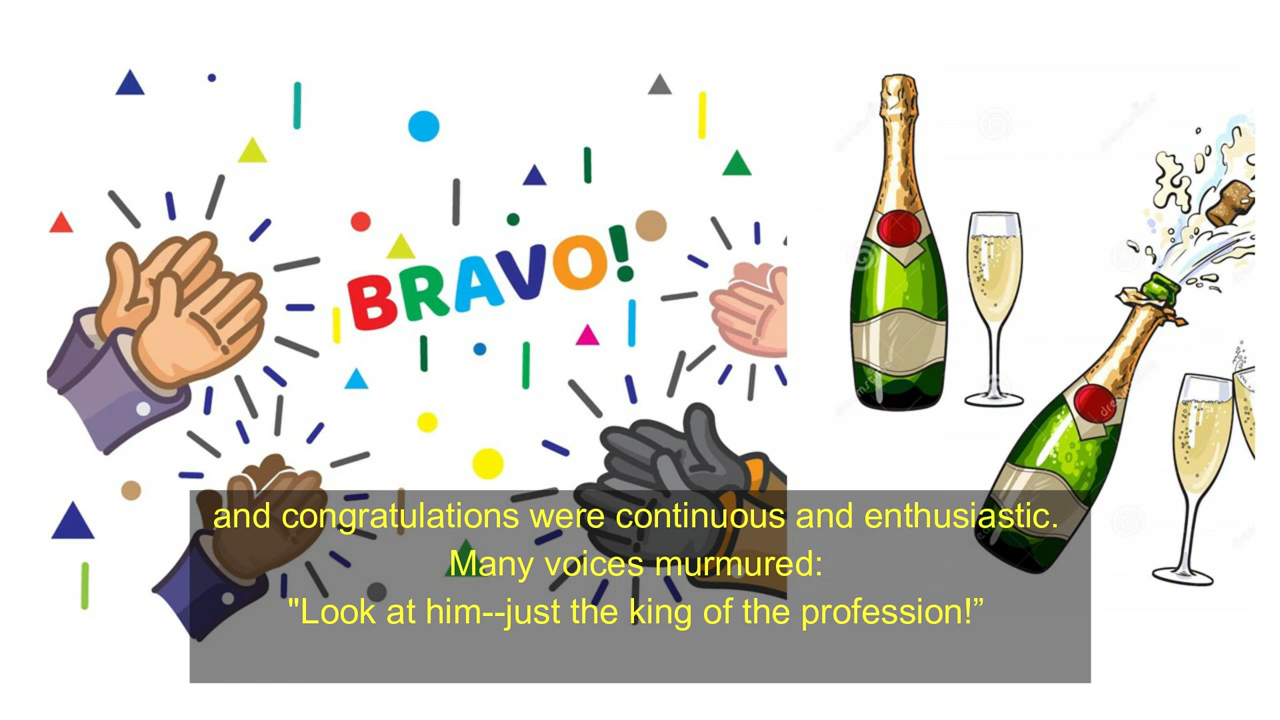 BRAVO!
and congratulations were continuous and enthusiastic.
Many voices murmured:
"Look at him--just the king of the profession!”